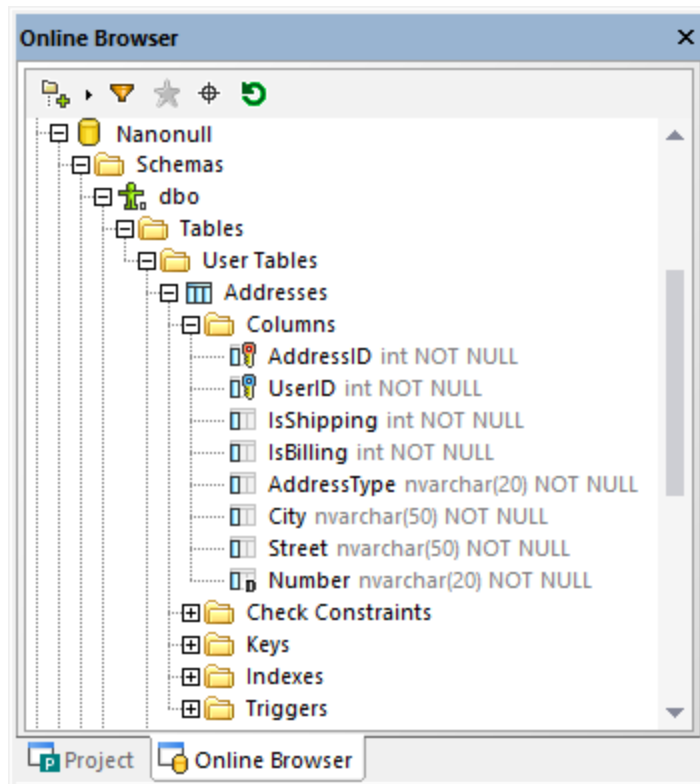 Online Browser
Nanonull
Schemas
dbo
Tables
User Tables
Addresses
Columns
AddressID int NOT NULL
UserID int NOT NULL
IsShipping int NOT NULL
IsBilling int NOT NULL
AddressType nvarchar(20) NOT NULL
City nvarchar(50) NOT NULL
Street nvarchar(50) NOT NULL
Number nvarchar(20) NOT NULL
Check Constraints
Keys
Indexes
Triggers
Project Online Browser